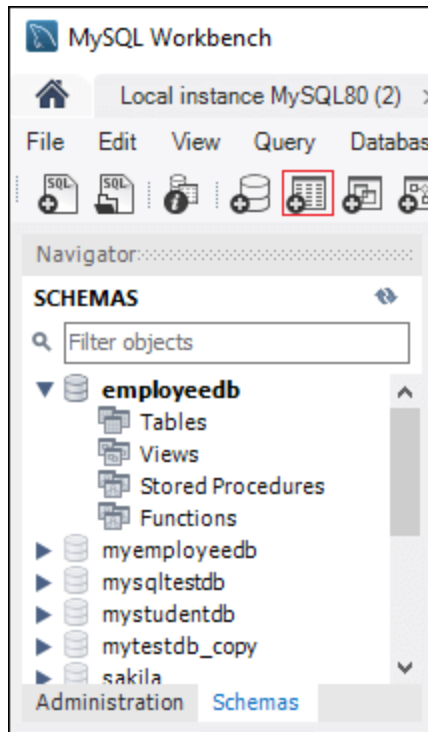 MySQL Workbench
Local instance MySQL80 (2)
File Edit View Query Databas
SQL SQL
Navigator
SCHEMAS
Filter objects
employeedb
Tables
Views
Stored Procedures
Functions
myemployeedb
mysqltestdb
mystudentdb
mytestdb_copy
sakila
Administration Schemas